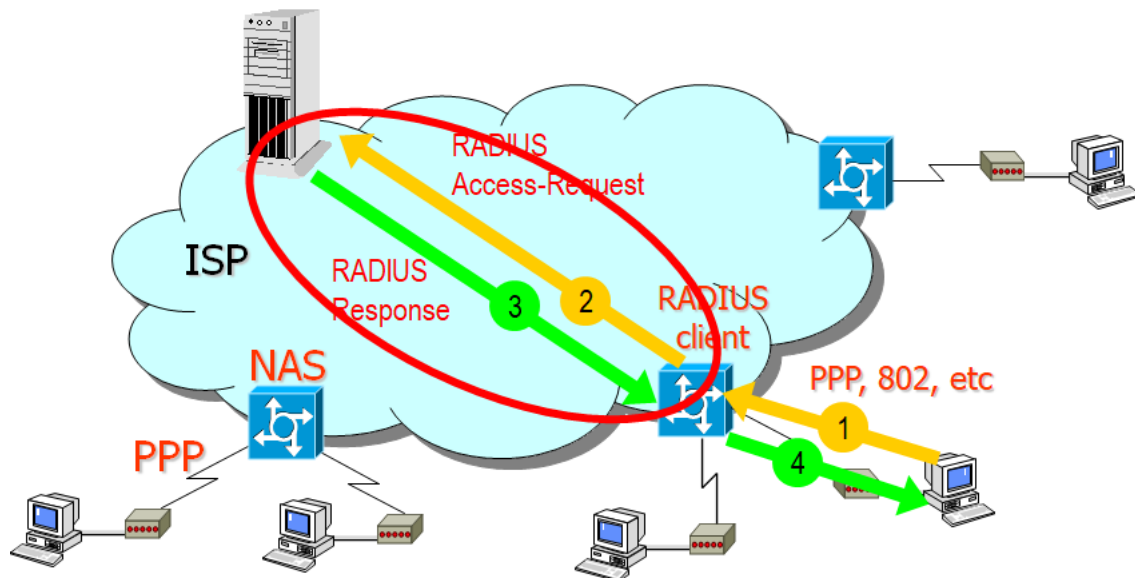 RADIUS
Access-Request
ISP
RADIUS
Response
3
2
RADIUS
client
NAS
PPP, 802, etc
1
PPP
4